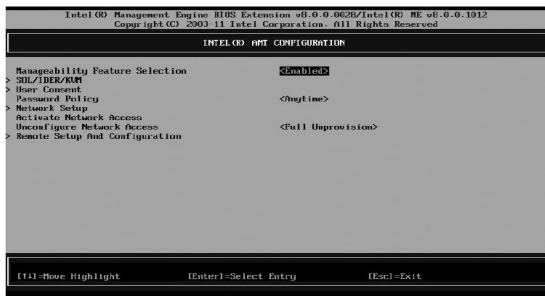 Intel(R) Management Engine BIOS Extension v8.0.0.0028/Intel(R) ME v8.0.0.1012
Copyright(C) 2003-11 Intel Corporation. All Rights Reserved
INTEL(R) AMT CONFIGURATION
Manageability Feature Selection <Enabled>
> SOL/IDER/KVM
> User Consent
Password Policy <Anytime>
> Network Setup
Activate Network Access
Unconfigure Network Access <Full Unprovision>
> Remote Setup And Configuration
[↑↓]=Move Highlight [Enter]=Select Entry [Esc]=Exit